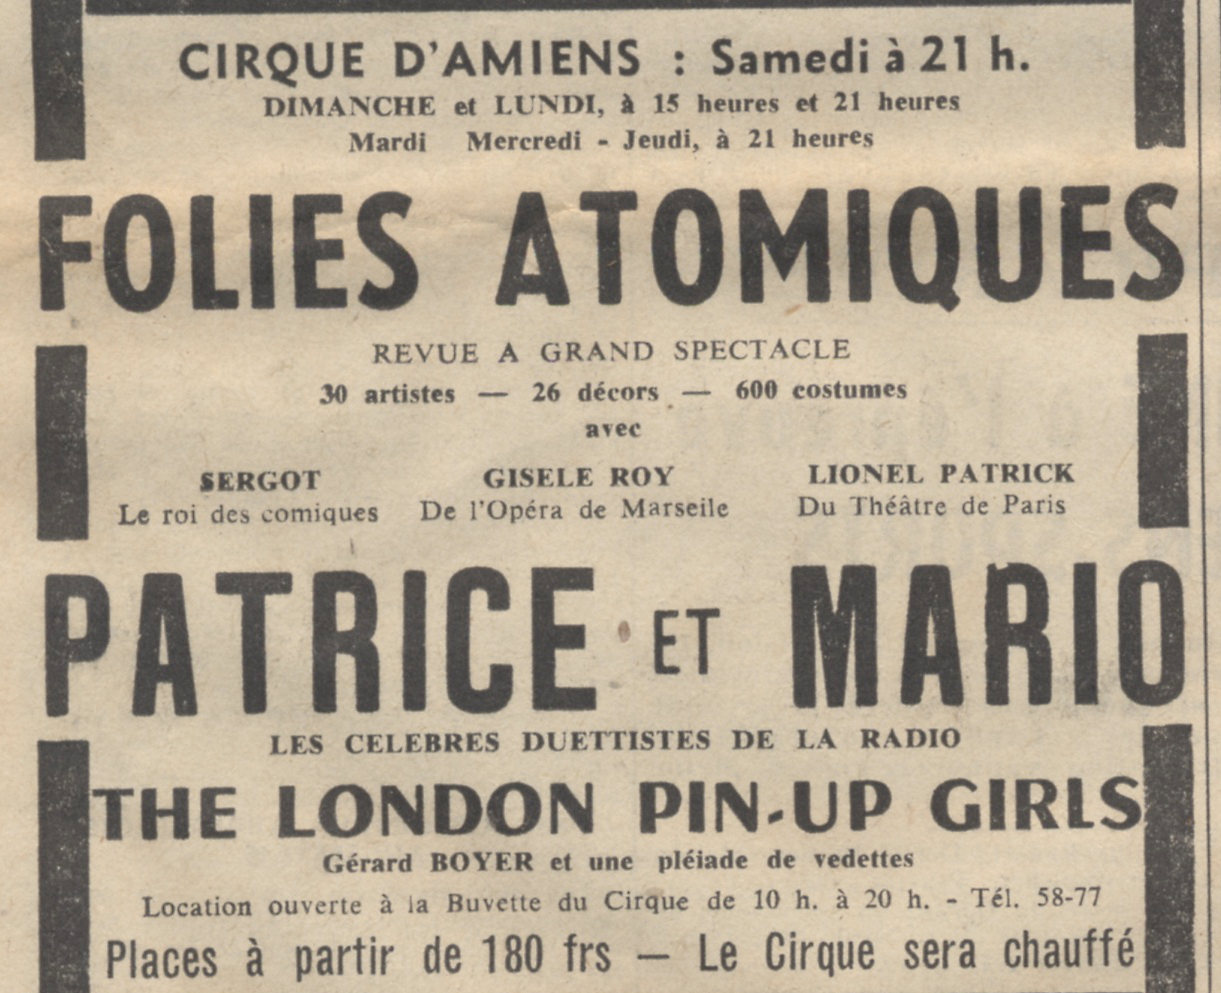 CIRQUE D'AMIENS : Samedi à 21 h.
DIMANCHE et LUNDI, à 15 heures et 21 heures
Mardi Mercredi - Jeudi, à 21 heures
FOLIES ATOMIQUES
REVUE A GRAND SPECTACLE
30 artistes — 26 décors — 600 costumes
avec
SERGOT GISELE ROY LIONEL PATRICK
Le roi des comiques De l'Opéra de Marseile Du Théâtre de Paris
PATRICE ET MARIO
LES CELEBRES DUETTISTES DE LA RADIO
THE LONDON PIN-UP GIRLS
Gérard BOYER et une pléiade de vedettes
Location ouverte à la Buvette du Cirque de 10 h. à 20 h. - Tél. 58-77
Places à partir de 180 frs — Le Cirque sera chauffé